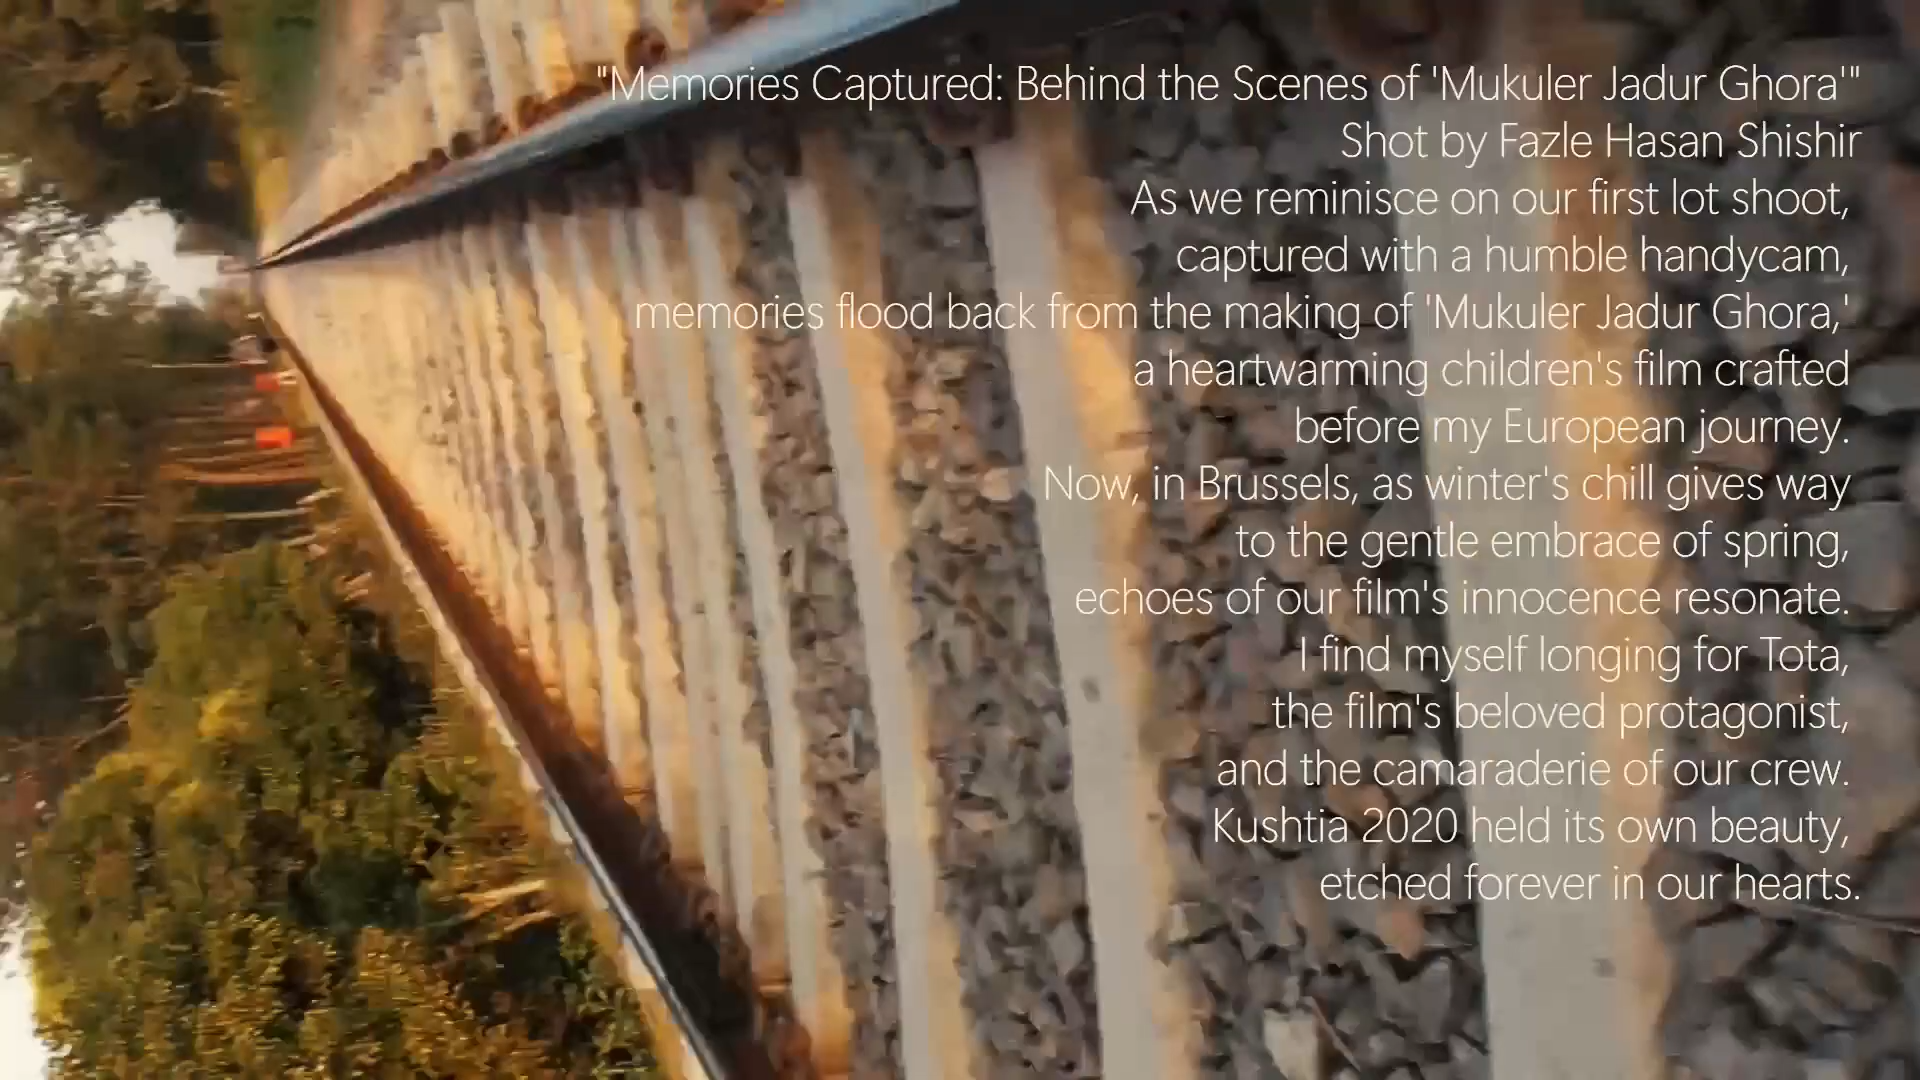 "Memories Captured: Behind the Scenes of 'Mukuler Jadur Ghora'"
Shot by Fazle Hasan Shishir
As we reminisce on our first lot shoot,
captured with a humble handycam,
memories flood back from the making of 'Mukuler Jadur Ghora,'
a heartwarming children's film crafted
before my European journey.
Now, in Brussels, as winter's chill gives way
to the gentle embrace of spring,
echoes of our film's innocence resonate.
I find myself longing for Tota,
the film's beloved protagonist,
and the camaraderie of our crew.
Kushtia 2020 held its own beauty,
etched forever in our hearts.